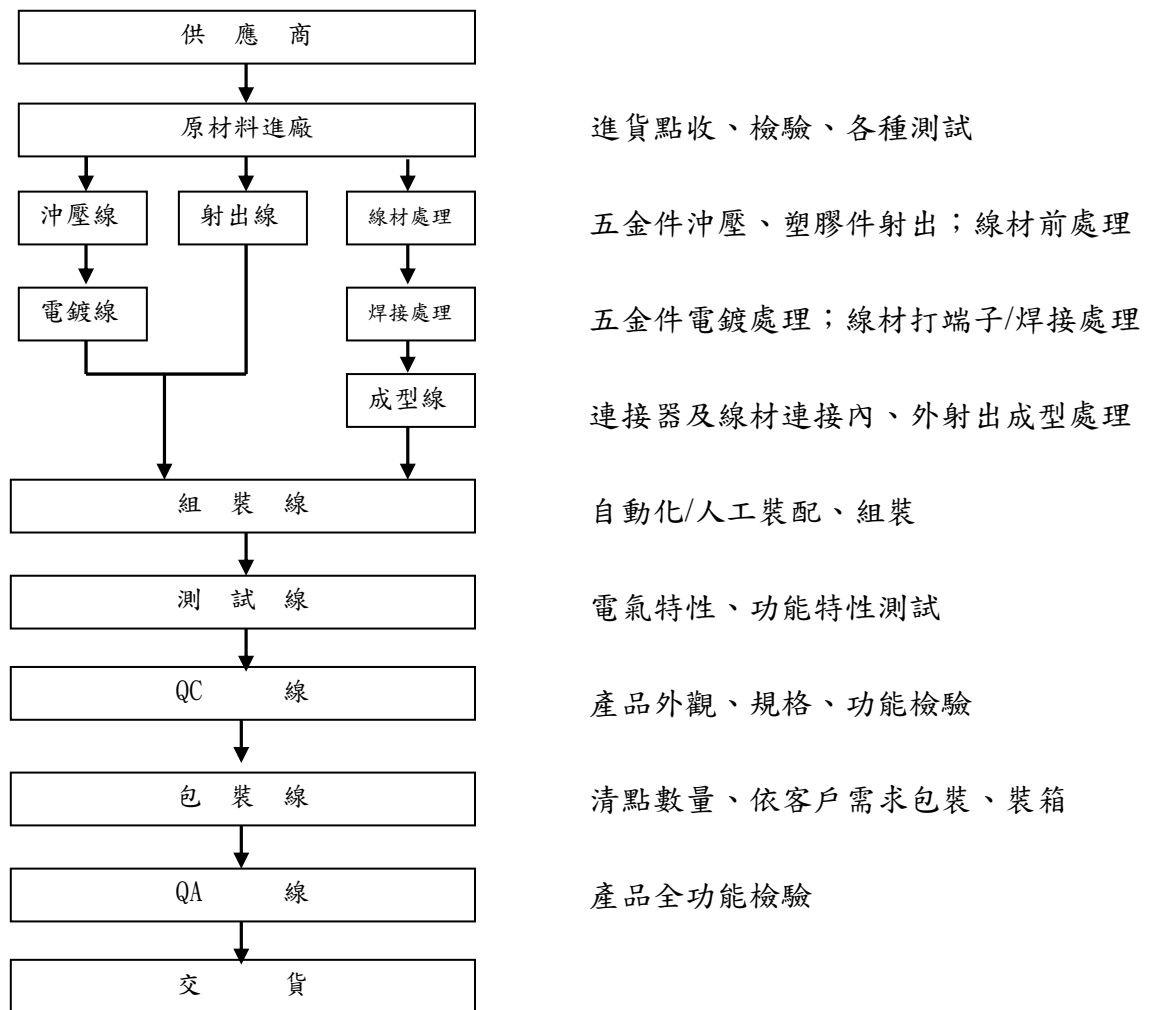 供 應 商
原材料進廠 進貨點收、檢驗、各種測試
沖壓線 射出線 線材處理 五金件沖壓、塑膠件射出；線材前處理
電鍍線 焊接處理 五金件電鍍處理；線材打端子/焊接處理
成型線 連接器及線材連接內、外射出成型處理
組 裝 線 自動化/人工裝配、組裝
測 試 線 電氣特性、功能特性測試
QC 線 產品外觀、規格、功能檢驗
包 裝 線 清點數量、依客戶需求包裝、裝箱
QA 線 產品全功能檢驗
交 貨